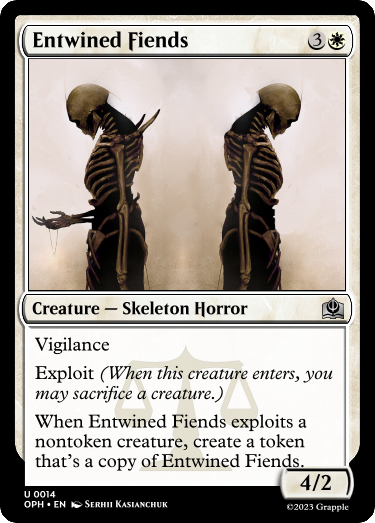 Entwined Fiends 3
Creature — Skeleton Horror
Vigilance
Exploit (When this creature enters, you
may sacrifice a creature.)
When Entwined Fiends exploits a
nontoken creature, create a token
that's a copy of Entwined Fiends.
4/2
U 0014
OPH • EN Serhii Kasianchuk
©2023 Grapple